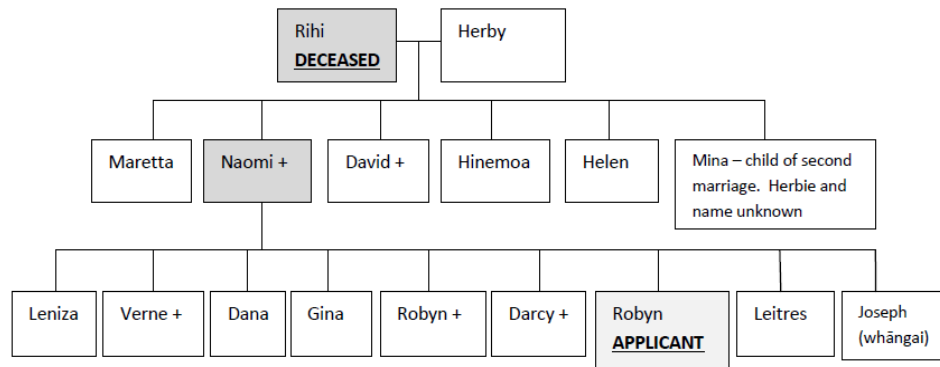 Rihi
DECEASED
Herby
Maretta
Naomi +
David +
Hinemoa
Helen
Mina – child of second
marriage. Herbie and
name unknown
Leniza
Verne +
Dana
Gina
Robyn +
Darcy +
Robyn
APPLICANT
Leitres
Joseph
(whāngai)